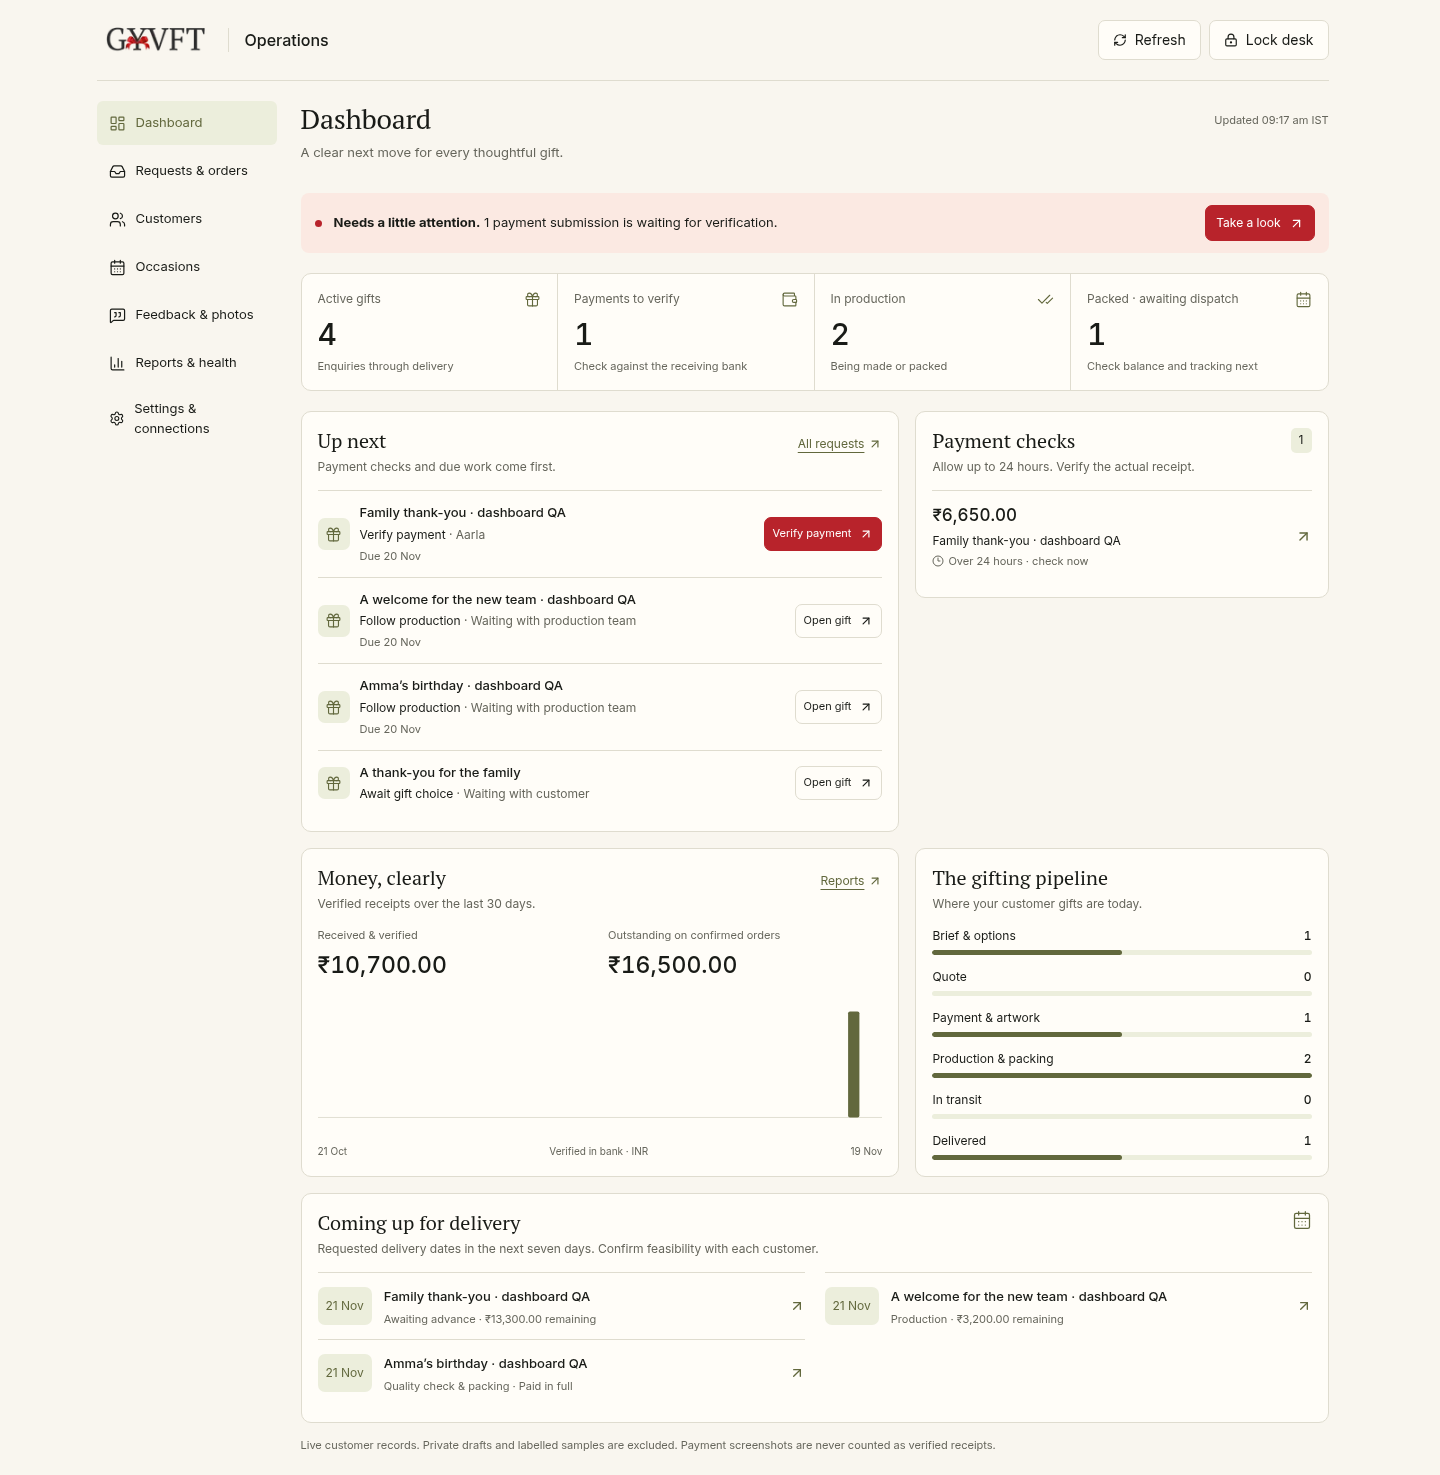 GYVFT
Operations
Refresh
Lock desk
Dashboard
Requests & orders
Customers
Occasions
Feedback & photos
Reports & health
Settings &
connections
Dashboard
Updated 09:17 am IST
A clear next move for every thoughtful gift.
Needs a little attention. 1 payment submission is waiting for verification.
Take a look
Active gifts
4
Enquiries through delivery
Payments to verify
1
Check against the receiving bank
In production
2
Being made or packed
Packed · awaiting dispatch
1
Check balance and tracking next
Up next
All requests
Payment checks and due work come first.
Family thank-you · dashboard QA
Verify payment · Aarla
Due 20 Nov
Verify payment
A welcome for the new team · dashboard QA
Follow production · Waiting with production team
Due 20 Nov
Open gift
Amma’s birthday · dashboard QA
Follow production · Waiting with production team
Due 20 Nov
Open gift
A thank-you for the family
Await gift choice · Waiting with customer
Open gift
Payment checks
1
Allow up to 24 hours. Verify the actual receipt.
₹6,650.00
Family thank-you · dashboard QA
Over 24 hours · check now
Money, clearly
Reports
Verified receipts over the last 30 days.
Received & verified
₹10,700.00
Outstanding on confirmed orders
₹16,500.00
21 Oct
Verified in bank · INR
19 Nov
The gifting pipeline
Where your customer gifts are today.
Brief & options 1
Quote 0
Payment & artwork 1
Production & packing 2
In transit 0
Delivered 1
Coming up for delivery
Requested delivery dates in the next seven days. Confirm feasibility with each customer.
21 Nov
Family thank-you · dashboard QA
Awaiting advance · ₹13,300.00 remaining
21 Nov
A welcome for the new team · dashboard QA
Production · ₹3,200.00 remaining
21 Nov
Amma’s birthday · dashboard QA
Quality check & packing · Paid in full
Live customer records. Private drafts and labelled samples are excluded. Payment screenshots are never counted as verified receipts.